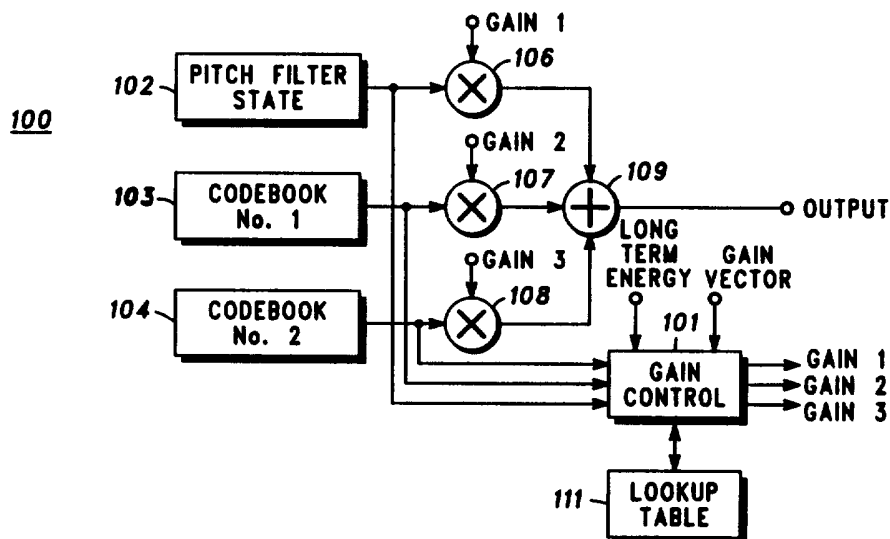 GAIN 1
106
102
PITCH FILTER
STATE
100
GAIN 2
107
109
103
CODEBOOK
No. 1
OUTPUT
GAIN 3
108
LONG
TERM
ENERGY
GAIN
VECTOR
104
CODEBOOK
No. 2
101
GAIN
CONTROL
GAIN 1
GAIN 2
GAIN 3
111
LOOKUP
TABLE